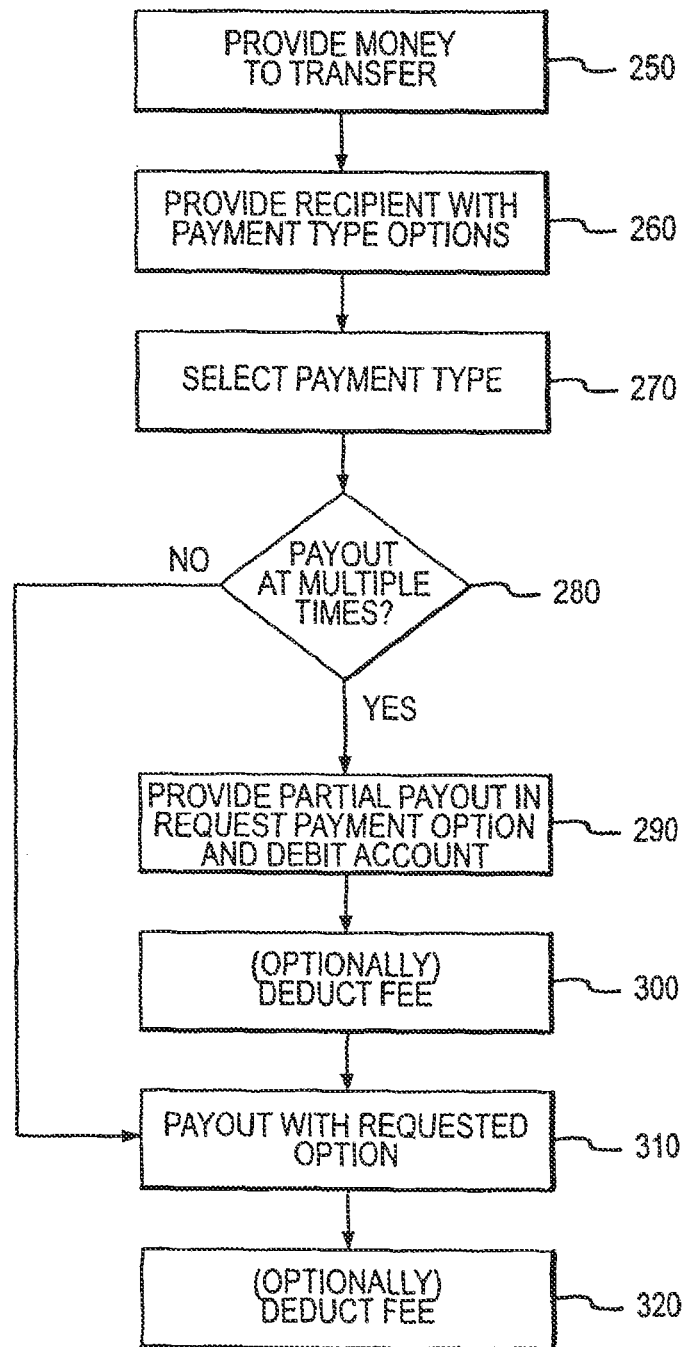 PROVIDE MONEY
TO TRANSFER
250
PROVIDE RECIPIENT WITH
PAYMENT TYPE OPTIONS
260
SELECT PAYMENT TYPE
270
NO
PAYOUT
AT MULTIPLE
TIMES?
280
YES
PROVIDE PARTIAL PAYOUT IN
REQUEST PAYMENT OPTION
AND DEBIT ACCOUNT
290
(OPTIONALLY)
DEDUCT FEE
300
PAYOUT WITH REQUESTED
OPTION
310
(OPTIONALLY)
DEDUCT FEE
320